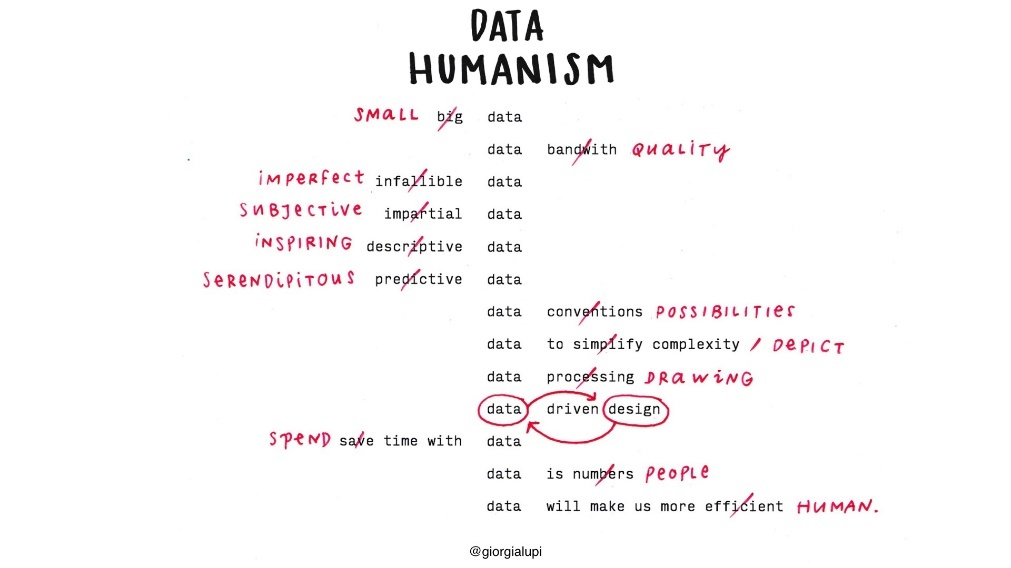 DATA
HUMANISM
SMALL big data
data bandwith QUALITY
iMPERFECT infallible data
SUBJECTIVE impartial data
iNSPIRING descriptive data
SERENDIPITOUS predictive data
data conventions POSSIBILITIES
data to simplify complexity / DEPICT
data processing DRAWING
data driven design
SPEND save time with data
data is numbers PEOPLE
data will make us more efficient HUMAN.
@giorgialupi